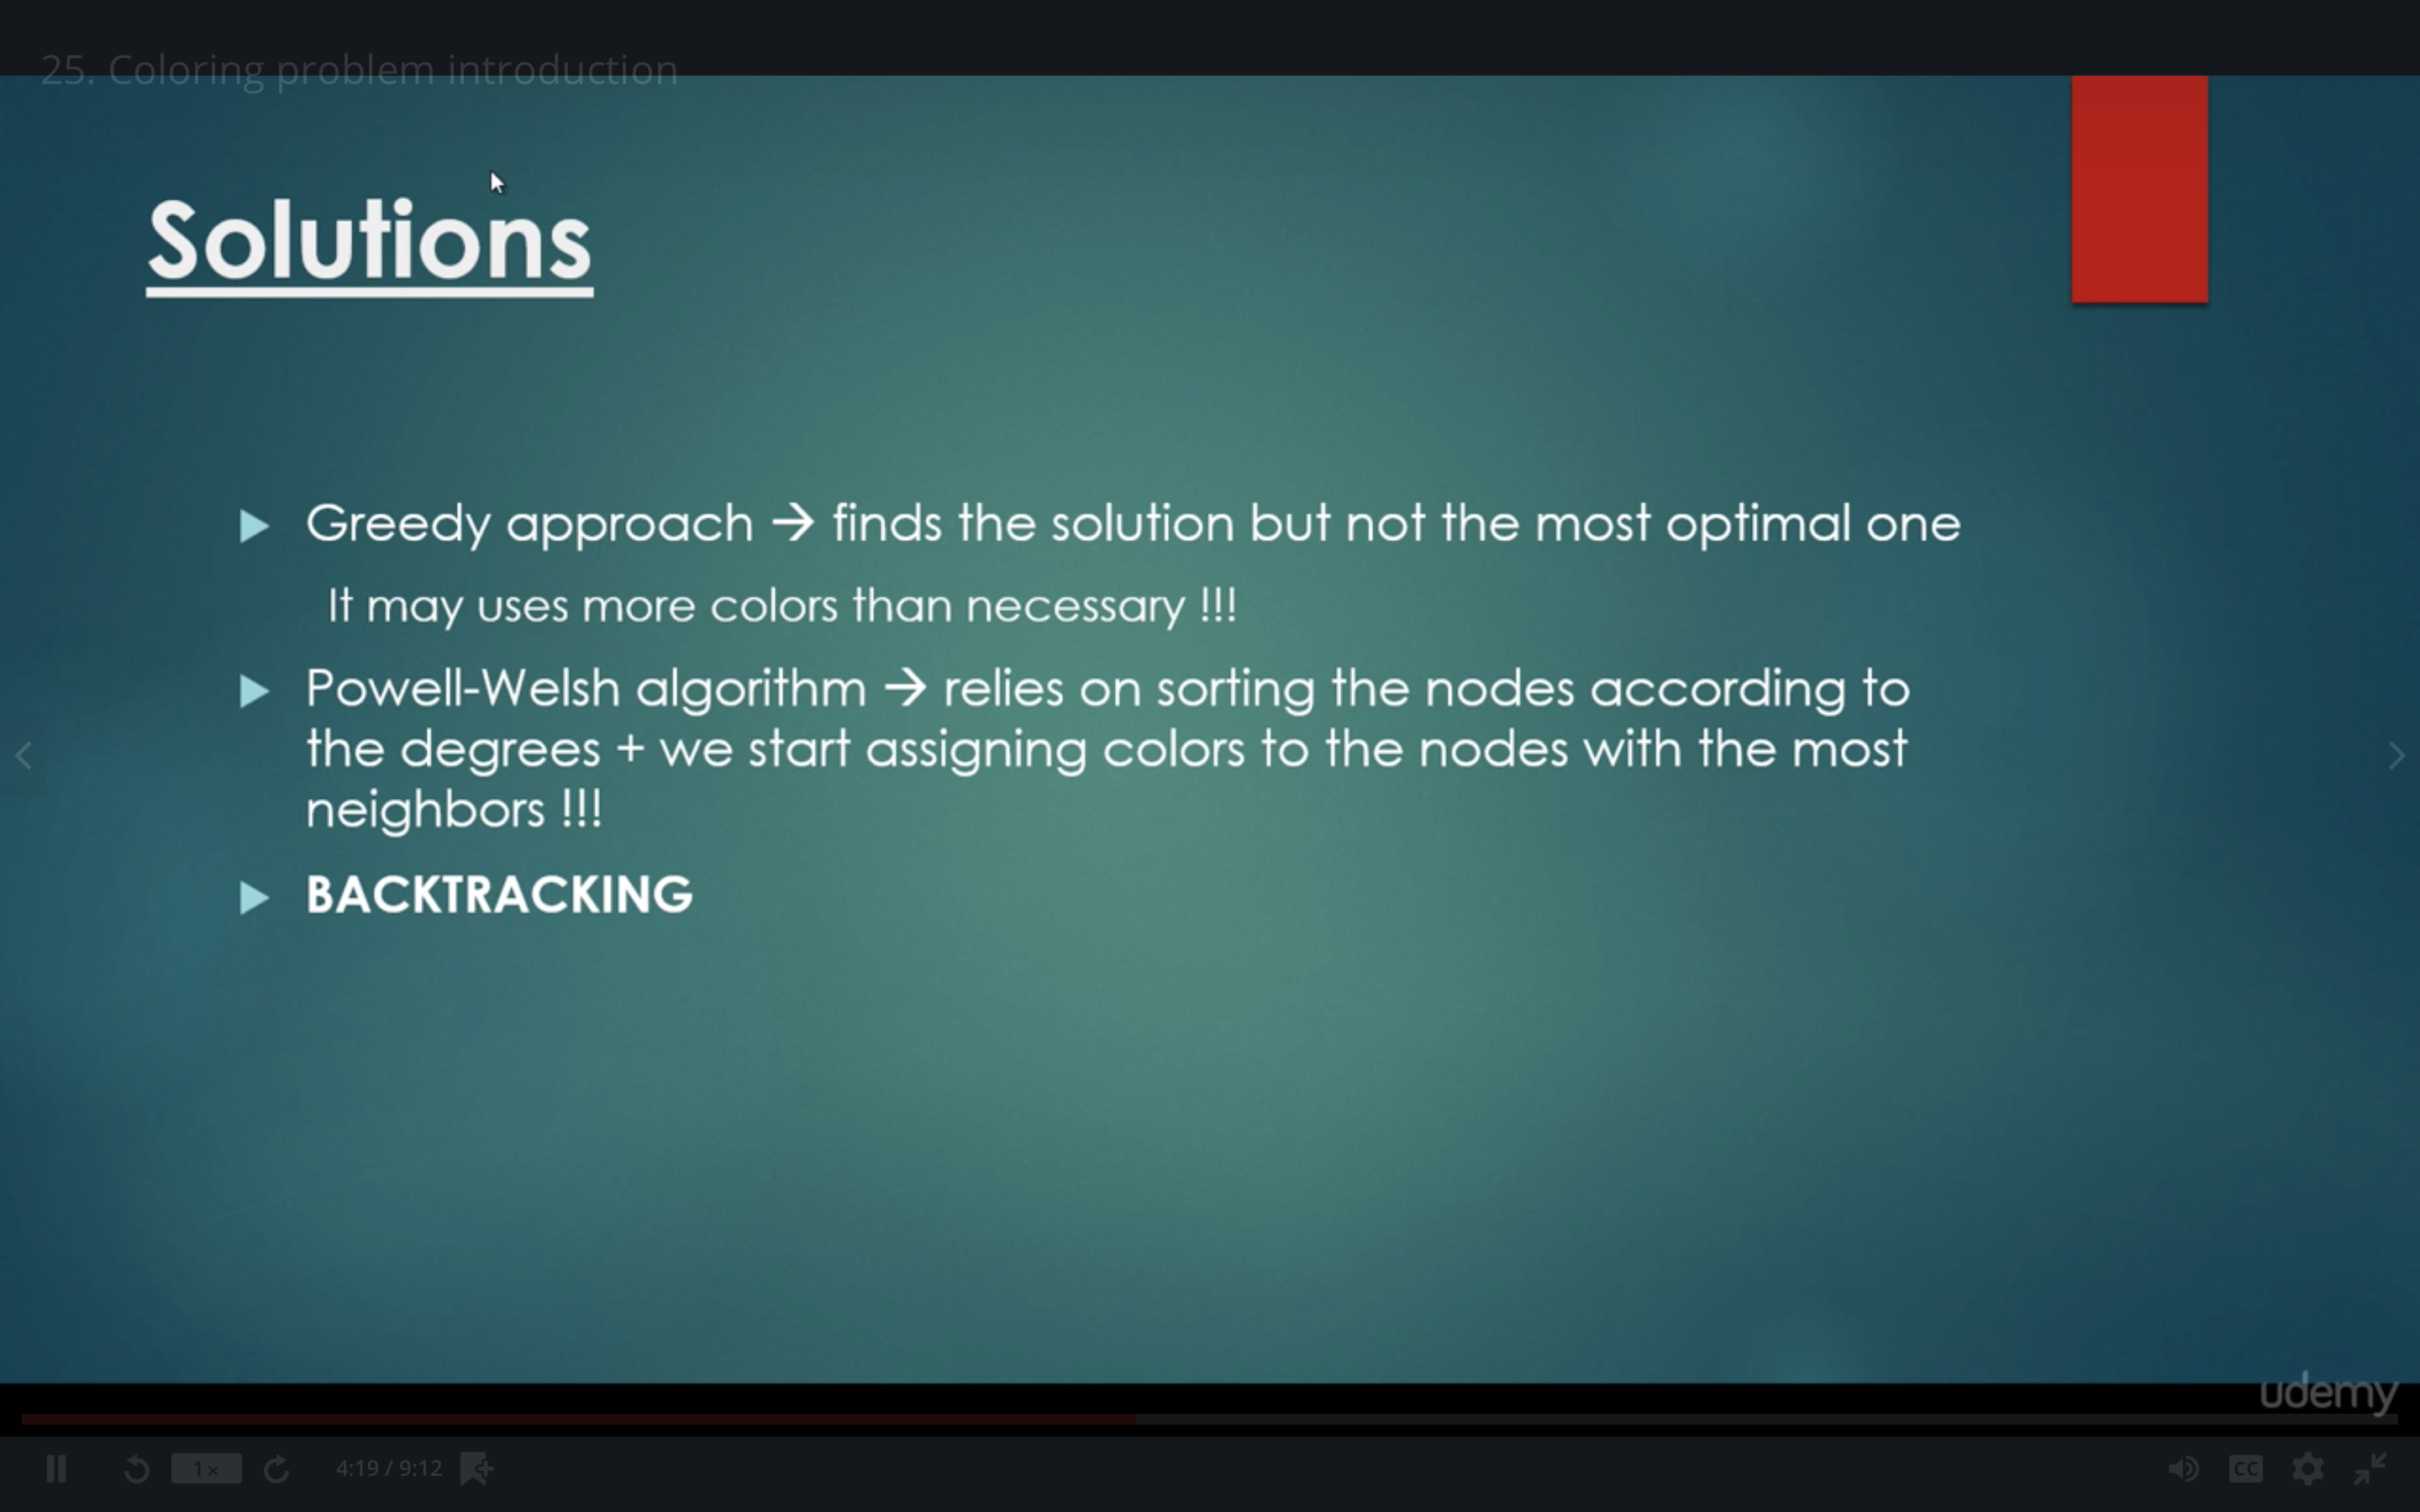 25. Coloring problem introduction
Solutions
Greedy approach → finds the solution but not the most optimal one
It may uses more colors than necessary !!!
Powell-Welsh algorithm → relies on sorting the nodes according to
the degrees + we start assigning colors to the nodes with the most
neighbors !!!
BACKTRACKING
udemy
1×
4:19 / 9:12
CC